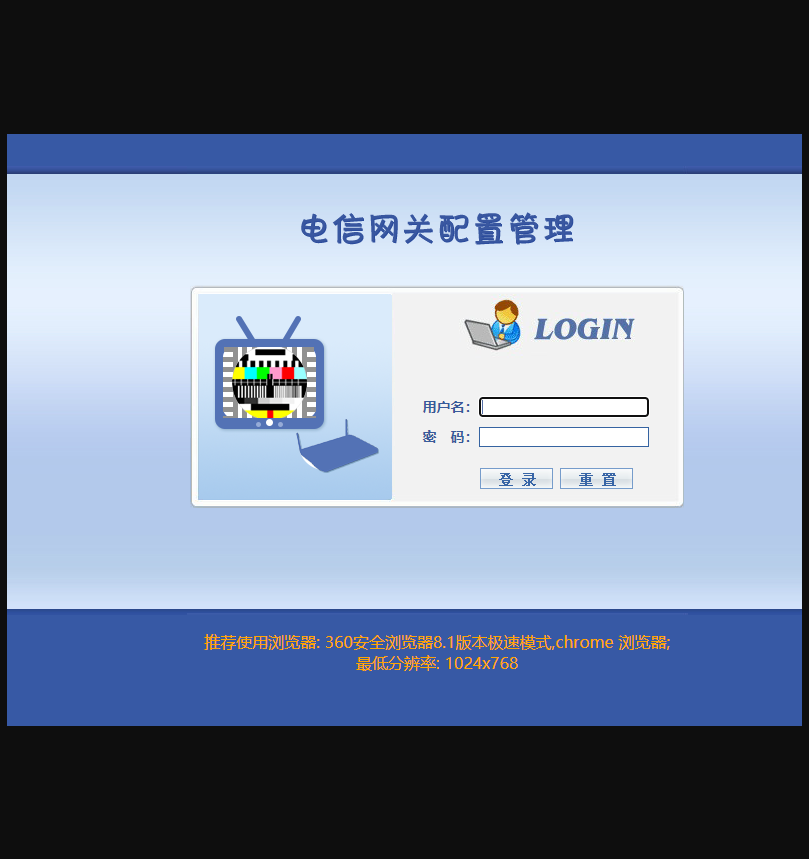 电信网关配置管理
LOGIN
用户名:
密 码:
登 录 重 置
推荐使用浏览器: 360安全浏览器8.1版本极速模式,chrome 浏览器;
最低分辨率: 1024x768